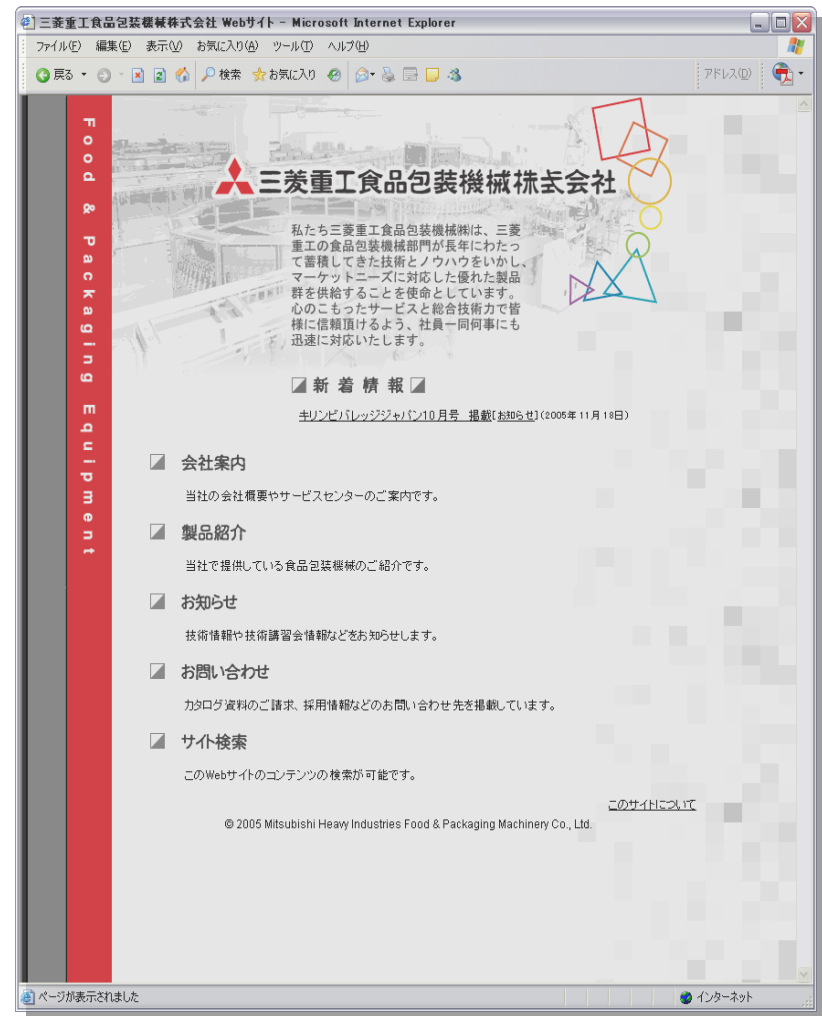 三菱重工食品包装機械株式会社 Webサイト - Microsoft Internet Explorer
ファイル(F) 編集(E) 表示(V) お気に入り(A) ツール(T) ヘルプ(H)
戻る 検索 お気に入り アドレス(D)
Food & Packaging Equipment
三菱重工食品包装機械株式会社
私たち三菱重工食品包装機械㈱は、三菱
重工の食品包装機械部門が長年にわたっ
て蓄積してきた技術とノウハウをいかし、
マーケットニーズに対応した優れた製品
群を供給することを使命としています。
心のこもったサービスと総合技術力で皆
様に信頼頂けるよう、社員一同何事にも
迅速に対応いたします。
新着情報
キリンビバレッジジャパン10月号 掲載[お知らせ](2005年11月18日)
会社案内
当社の会社概要やサービスセンターのご案内です。
製品紹介
当社で提供している食品包装機械のご紹介です。
お知らせ
技術情報や技術講習会情報などをお知らせします。
お問い合わせ
カタログ資料のご請求、採用情報などのお問い合わせ先を掲載しています。
サイト検索
このWebサイトのコンテンツの検索が可能です。
このサイトについて
© 2005 Mitsubishi Heavy Industries Food & Packaging Machinery Co., Ltd.
ページが表示されました インターネット